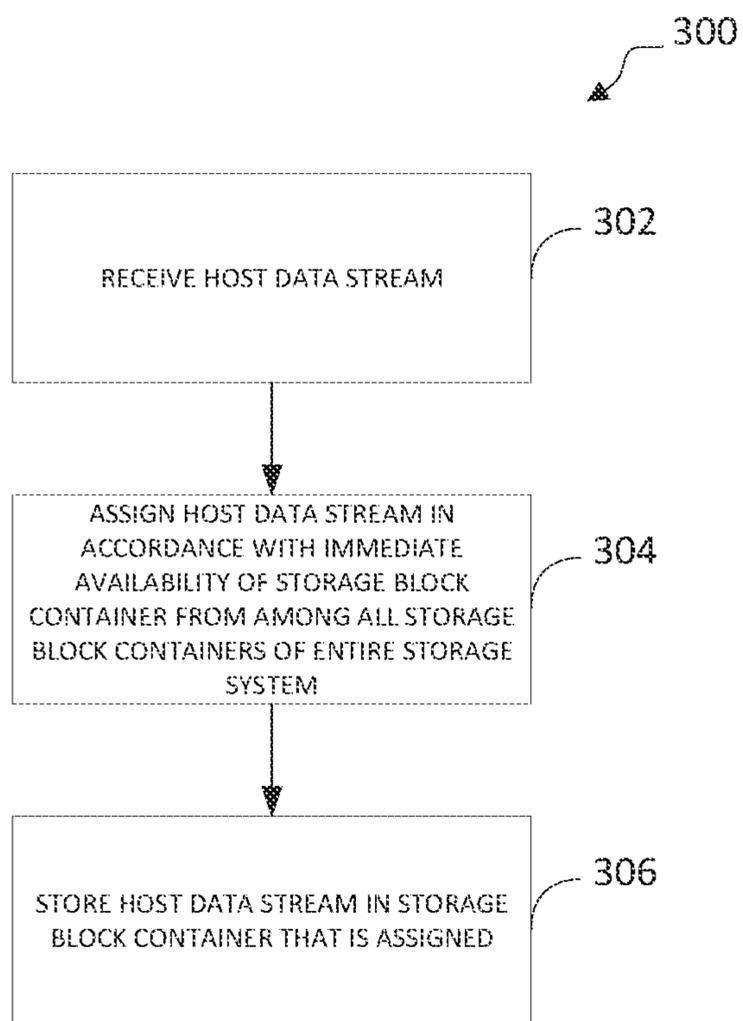 300
302
RECEIVE HOST DATA STREAM
ASSIGN HOST DATA STREAM IN
ACCORDANCE WITH IMMEDIATE
AVAILABILITY OF STORAGE BLOCK
CONTAINER FROM AMONG ALL STORAGE
BLOCK CONTAINERS OF ENTIRE STORAGE
SYSTEM
304
STORE HOST DATA STREAM IN STORAGE
BLOCK CONTAINER THAT IS ASSIGNED
306